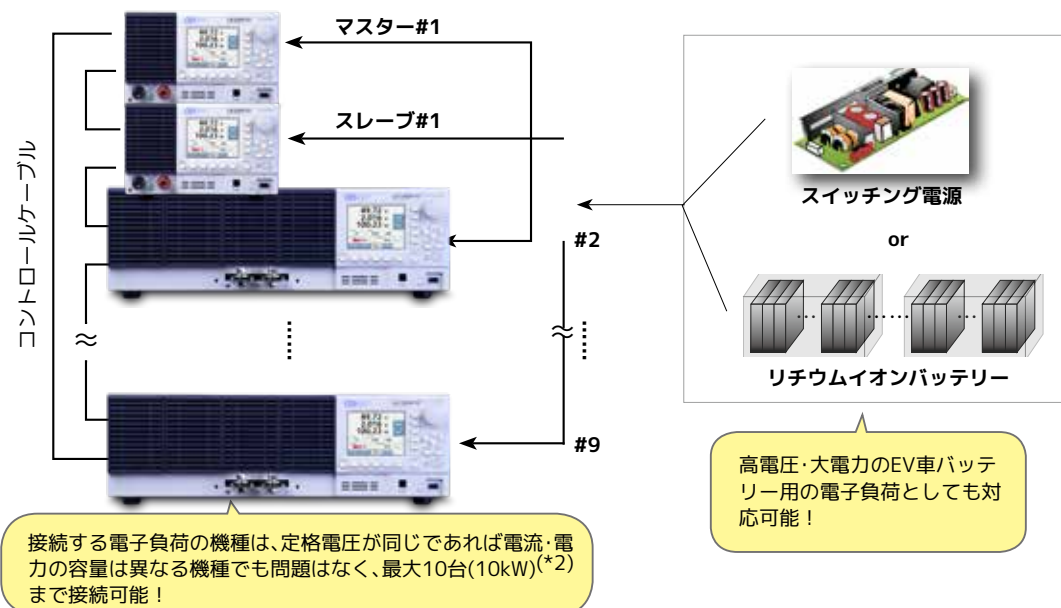 マスター#1
スレーブ#1
コントロールケーブル
#2
#9
スイッチング電源
or
リチウムイオンバッテリー
高電圧･大電力のEV車バッテ
リー用の電子負荷としても対
応可能！
接続する電子負荷の機種は、定格電圧が同じであれば電流･電
力の容量は異なる機種でも問題はなく、最大10台(10kW)(*2)
まで接続可能！